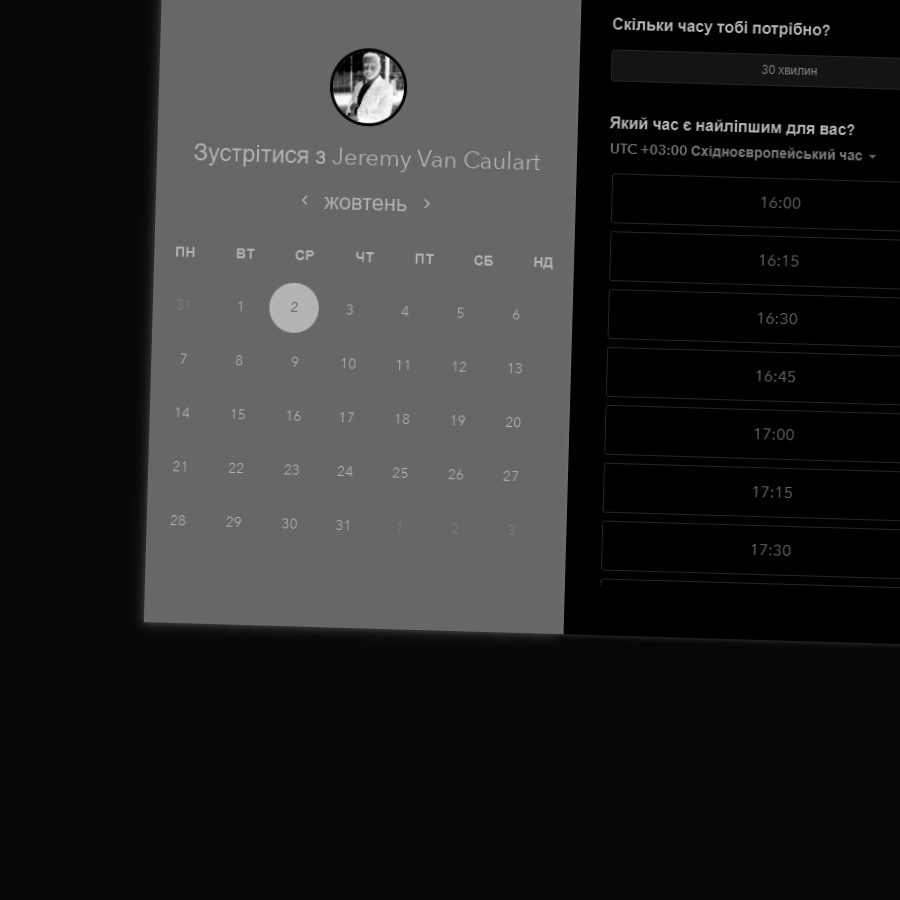 Зустрітися з Jeremy Van Caulart
жовтень
ПН ВТ СР ЧТ ПТ СБ НД
31 1 2 3 4 5 6
7 8 9 10 11 12 13
14 15 16 17 18 19 20
21 22 23 24 25 26 27
28 29 30 31 1 2 3
Скільки часу тобі потрібно?
30 хвилин
Який час є найліпшим для вас?
UTC +03:00 Східноєвропейський час
16:00
16:15
16:30
16:45
17:00
17:15
17:30